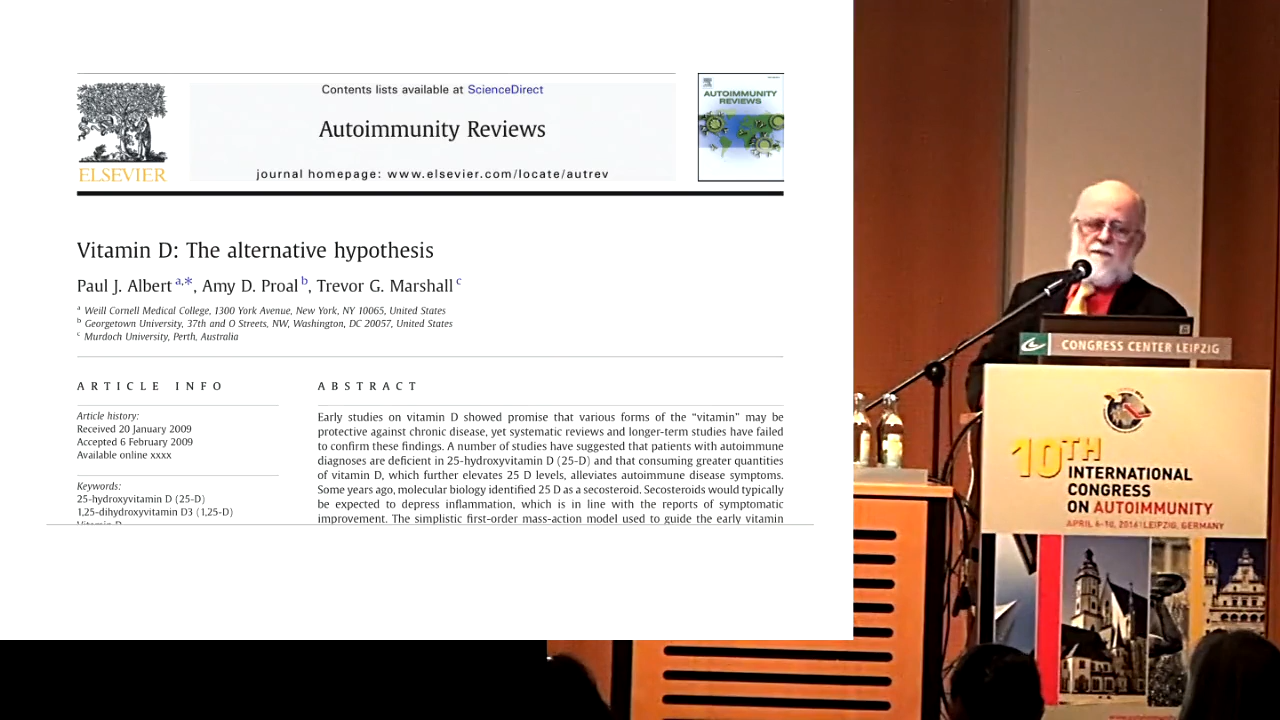 Contents lists available at ScienceDirect
Autoimmunity Reviews
journal homepage: www.elsevier.com/locate/autrev
ELSEVIER
AUTOIMMUNITY
REVIEWS
Vitamin D: The alternative hypothesis
Paul J. Albert a,*, Amy D. Proal b, Trevor G. Marshall c
a Weill Cornell Medical College, 1300 York Avenue, New York, NY 10065, United States
b Georgetown University, 37th and O Streets, NW, Washington, DC 20057, United States
c Murdoch University, Perth, Australia
ARTICLE INFO
Article history:
Received 20 January 2009
Accepted 6 February 2009
Available online xxxx
Keywords:
25-hydroxyvitamin D (25-D)
1,25-dihydroxyvitamin D3 (1,25-D)
Vitamin D
ABSTRACT
Early studies on vitamin D showed promise that various forms of the "vitamin" may be
protective against chronic disease, yet systematic reviews and longer-term studies have failed
to confirm these findings. A number of studies have suggested that patients with autoimmune
diagnoses are deficient in 25-hydroxyvitamin D (25-D) and that consuming greater quantities
of vitamin D, which further elevates 25 D levels, alleviates autoimmune disease symptoms.
Some years ago, molecular biology identified 25 D as a secosteroid. Secosteroids would typically
be expected to depress inflammation, which is in line with the reports of symptomatic
improvement. The simplistic first-order mass-action model used to guide the early vitamin
CONGRESS CENTER LEIPZIG
10TH
INTERNATIONAL
CONGRESS
ON AUTOIMMUNITY
APRIL 6-10, 2016 | LEIPZIG, GERMANY